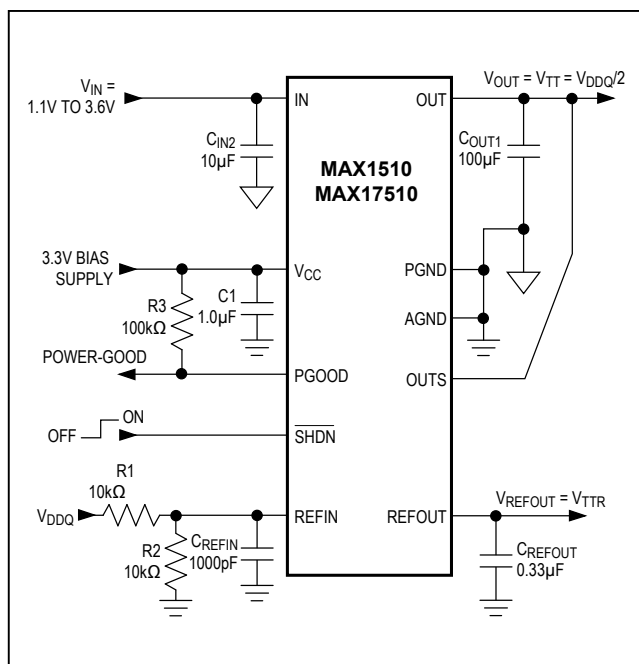 V_IN =
1.1V TO 3.6V
IN
C_IN2
10µF
3.3V BIAS
SUPPLY
V_CC
R3
100kΩ
C1
1.0µF
POWER-GOOD
PGOOD
OFF
ON
SHDN
R1
10kΩ
V_DDQ
REFIN
R2
10kΩ
C_REFIN
1000pF
MAX1510
MAX17510
OUT
V_OUT = V_TT = V_DDQ/2
C_OUT1
100µF
PGND
AGND
OUTS
REFOUT
V_REFOUT = V_TTR
C_REFOUT
0.33µF